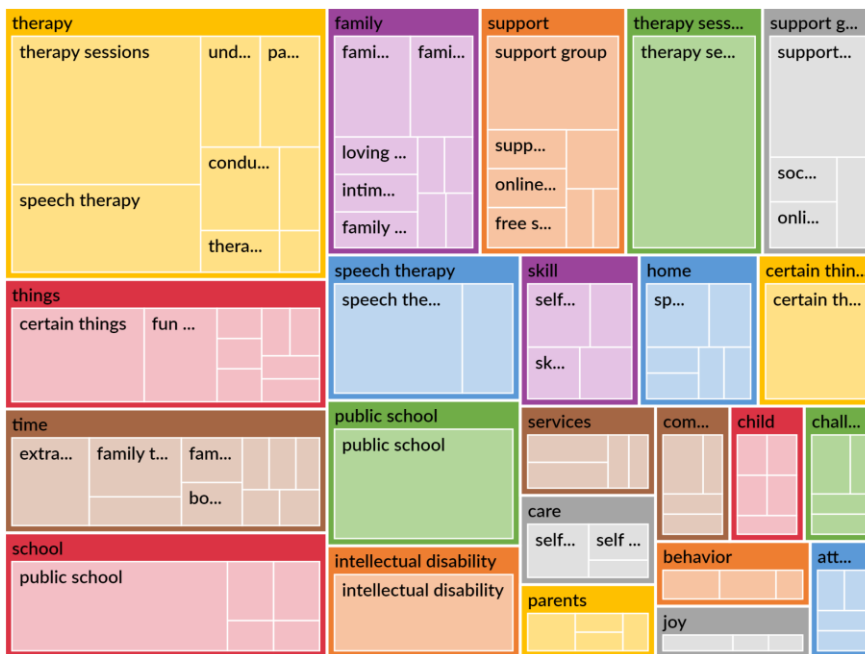 therapy
therapy sessions
und...
pa...
speech therapy
condu...
thera...
family
fami...
fami...
loving ...
intim...
family ...
support
support group
supp...
online...
free s...
therapy sess...
therapy se...
support g...
support...
soc...
onli...
things
certain things
fun ...
speech therapy
speech the...
skill
self...
sk...
home
sp...
certain thin...
certain th...
time
extra...
family t...
fam...
bo...
public school
public school
services
com...
child
chall...
care
self...
self ...
school
public school
intellectual disability
intellectual disability
parents
behavior
joy
att...